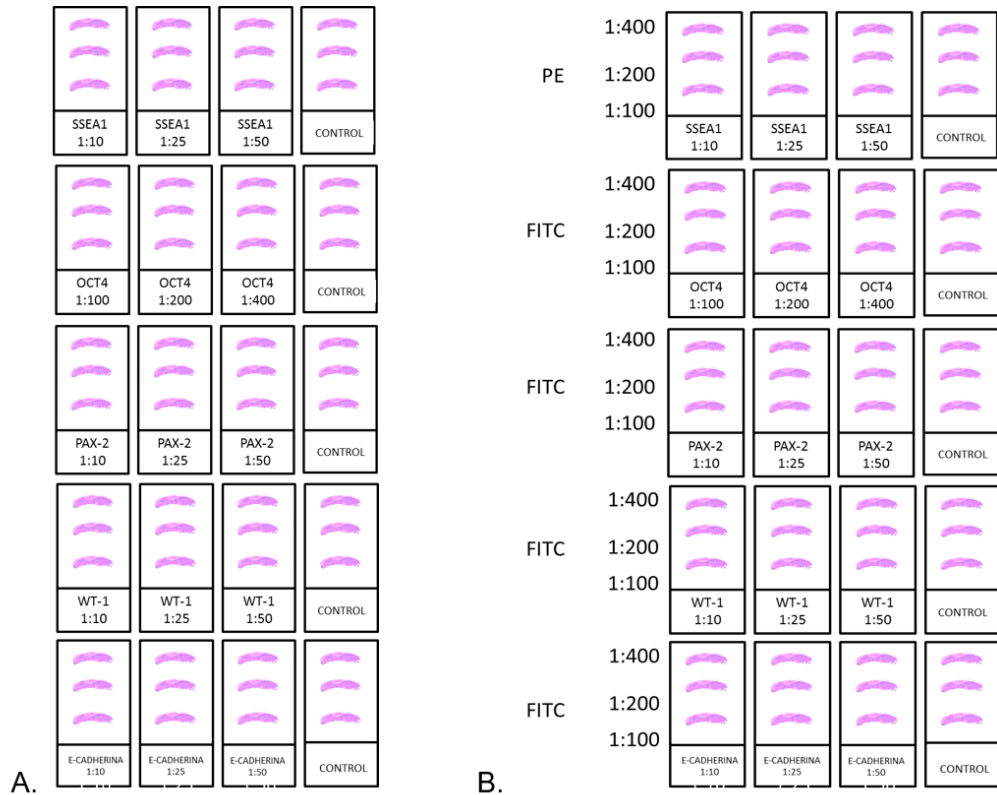 SSEA1
1:10
SSEA1
1:25
SSEA1
1:50
CONTROL
OCT4
1:100
OCT4
1:200
OCT4
1:400
CONTROL
PAX-2
1:10
PAX-2
1:25
PAX-2
1:50
CONTROL
WT-1
1:10
WT-1
1:25
WT-1
1:50
CONTROL
E-CADHERINA
1:10
E-CADHERINA
1:25
E-CADHERINA
1:50
CONTROL
A.
PE
1:400
1:200
1:100
SSEA1
1:10
SSEA1
1:25
SSEA1
1:50
CONTROL
FITC
1:400
1:200
1:100
OCT4
1:100
OCT4
1:200
OCT4
1:400
CONTROL
FITC
1:400
1:200
1:100
PAX-2
1:10
PAX-2
1:25
PAX-2
1:50
CONTROL
FITC
1:400
1:200
1:100
WT-1
1:10
WT-1
1:25
WT-1
1:50
CONTROL
FITC
1:400
1:200
1:100
E-CADHERINA
1:10
E-CADHERINA
1:25
E-CADHERINA
1:50
CONTROL
B.